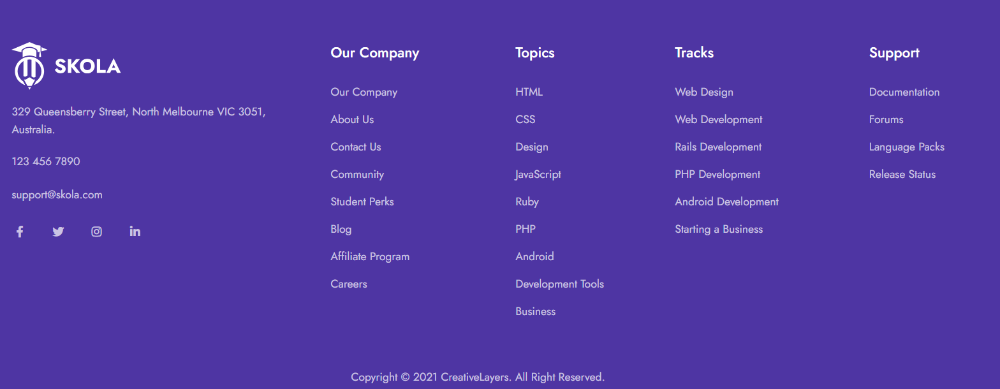 SKOLA
329 Queensberry Street, North Melbourne VIC 3051,
Australia.
123 456 7890
support@skola.com
Our Company
Our Company
About Us
Contact Us
Community
Student Perks
Blog
Affiliate Program
Careers
Topics
HTML
CSS
Design
JavaScript
Ruby
PHP
Android
Development Tools
Business
Tracks
Web Design
Web Development
Rails Development
PHP Development
Android Development
Starting a Business
Support
Documentation
Forums
Language Packs
Release Status
Copyright © 2021 CreativeLayers. All Right Reserved.